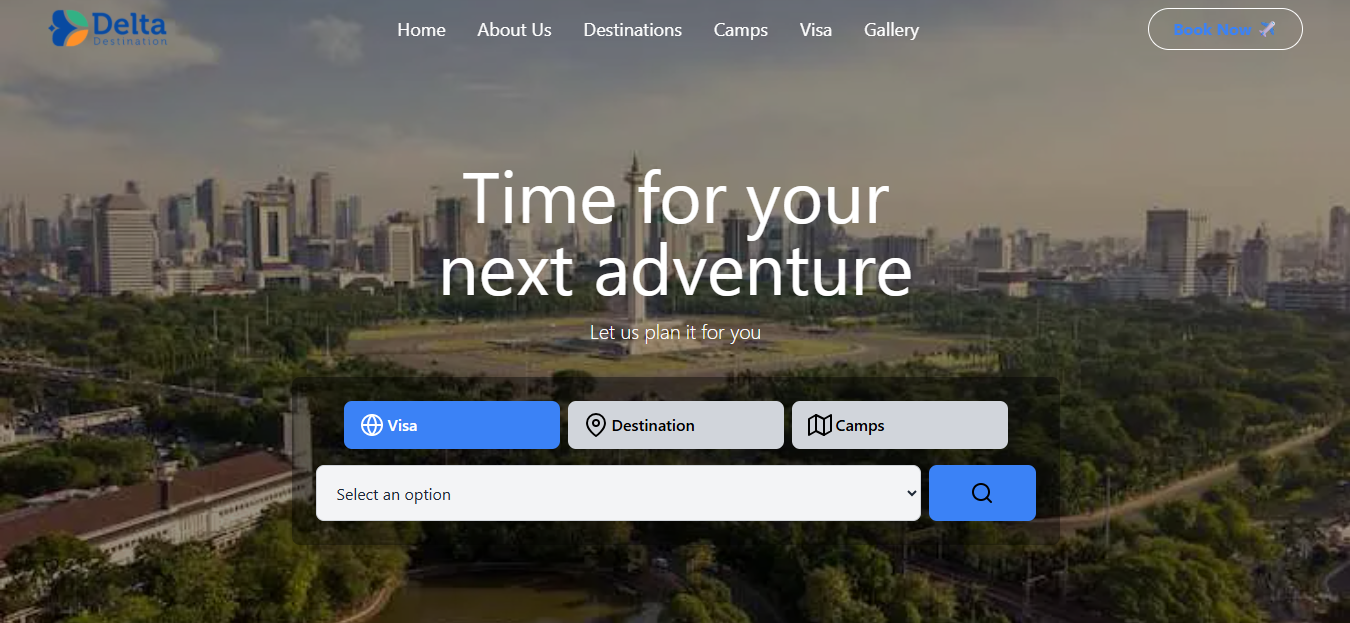 Delta
Destination
Home
About Us
Destinations
Camps
Visa
Gallery
Book Now
Time for your
next adventure
Let us plan it for you
Visa
Destination
Camps
Select an option